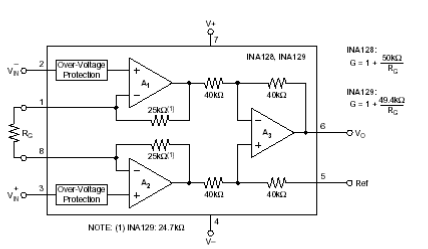 V+
7
INA128, INA129
INA128:
G = 1 + 50kΩ
RG
INA129:
G = 1 + 49.4kΩ
RG
V−IN
2
Over-Voltage
Protection
+
−
A1
40kΩ
40kΩ
1
25kΩ(1)
RG
−
+
A3
6
VO
8
25kΩ(1)
−
+
A2
40kΩ
40kΩ
5
Ref
V+IN
3
Over-Voltage
Protection
4
V–
NOTE: (1) INA129: 24.7kΩ